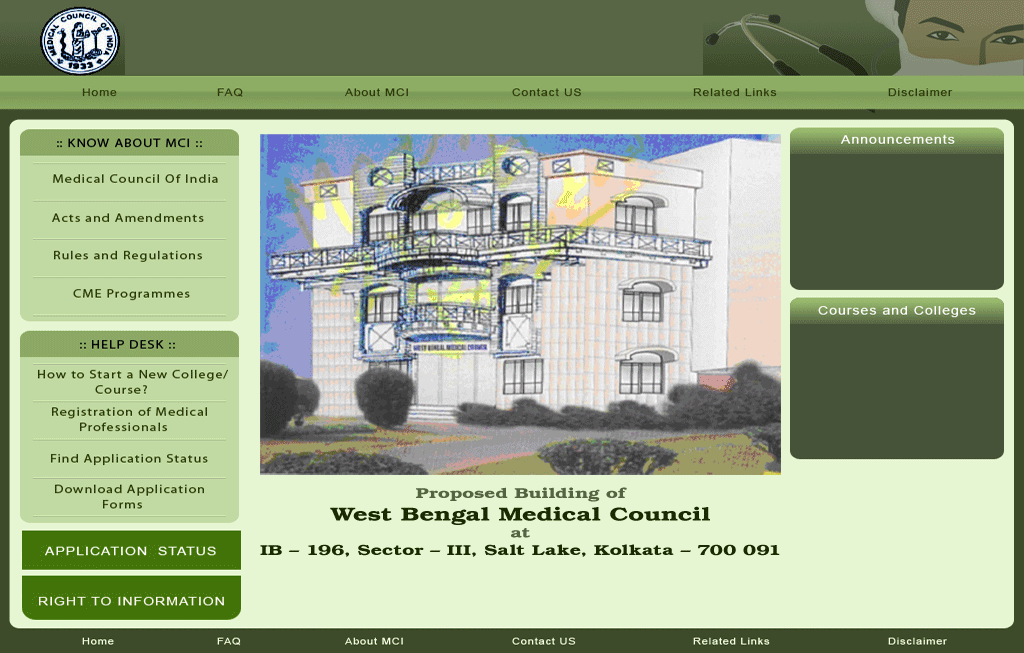 MEDICAL COUNCIL OF INDIA
1933
Home FAQ About MCI Contact US Related Links Disclaimer
:: KNOW ABOUT MCI ::
Medical Council Of India
Acts and Amendments
Rules and Regulations
CME Programmes
:: HELP DESK ::
How to Start a New College/
Course?
Registration of Medical
Professionals
Find Application Status
Download Application
Forms
APPLICATION STATUS
RIGHT TO INFORMATION
WEST BENGAL MEDICAL COUNCIL
Proposed Building of
West Bengal Medical Council
at
IB – 196, Sector – III, Salt Lake, Kolkata – 700 091
Announcements
Courses and Colleges
Home FAQ About MCI Contact US Related Links Disclaimer